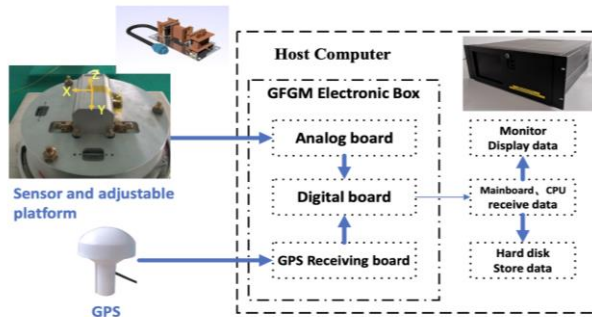 Host Computer
GFGM Electronic Box
Z
X
Y
Analog board
Monitor
Display data
Sensor and adjustable
platform
Digital board
Mainboard、CPU
receive data
GPS Receiving board
Hard disk
Store data
GPS